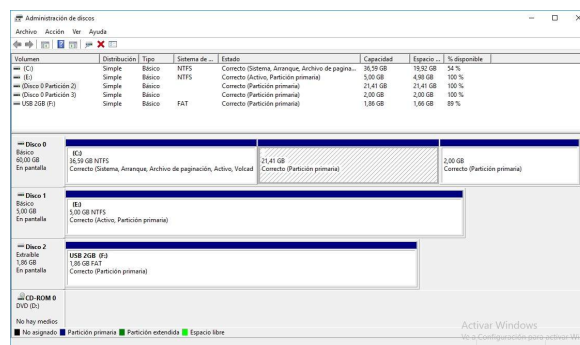 Administración de discos
Archivo Acción Ver Ayuda
Volumen Distribución Tipo Sistema de ... Estado Capacidad Espacio ... % disponible
(C:) Simple Básico NTFS Correcto (Sistema, Arranque, Archivo de pagina... 36,59 GB 19,92 GB 54 %
(E:) Simple Básico NTFS Correcto (Activo, Partición primaria) 5,00 GB 4,98 GB 100 %
(Disco 0 Partición 2) Simple Básico Correcto (Partición primaria) 21,41 GB 21,41 GB 100 %
(Disco 0 Partición 3) Simple Básico Correcto (Partición primaria) 2,00 GB 2,00 GB 100 %
USB 2GB (F:) Simple Básico FAT Correcto (Partición primaria) 1,86 GB 1,66 GB 89 %
Disco 0
Básico
60,00 GB
En pantalla
(C:)
36,59 GB NTFS
Correcto (Sistema, Arranque, Archivo de paginación, Activo, Volcad
21,41 GB
Correcto (Partición primaria)
2,00 GB
Correcto (Partición primaria)
Disco 1
Básico
5,00 GB
En pantalla
(E:)
5,00 GB NTFS
Correcto (Activo, Partición primaria)
Disco 2
Extraíble
1,86 GB
En pantalla
USB 2GB (F:)
1,86 GB FAT
Correcto (Partición primaria)
CD-ROM 0
DVD (D:)
No hay medios
No asignado Partición primaria Partición extendida Espacio libre
Activar Windows
Ve a Configuración para activar Wi